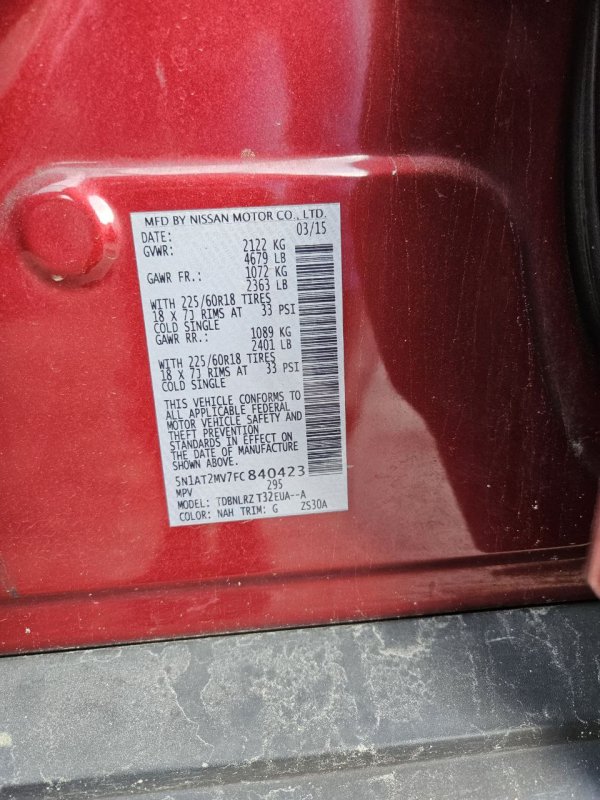 MFD BY NISSAN MOTOR CO., LTD.
DATE: 03/15
GVWR: 2122 KG
4679 LB
GAWR FR.: 1072 KG
2363 LB
WITH 225/60R18 TIRES
18 X 7J RIMS AT 33 PSI
COLD SINGLE
GAWR RR.: 1089 KG
2401 LB
WITH 225/60R18 TIRES
18 X 7J RIMS AT 33 PSI
COLD SINGLE
THIS VEHICLE CONFORMS TO
ALL APPLICABLE FEDERAL
MOTOR VEHICLE SAFETY AND
THEFT PREVENTION
STANDARDS IN EFFECT ON
THE DATE OF MANUFACTURE
SHOWN ABOVE.
5N1AT2MV7FC840423
MPV 295
MODEL: TDBNLRZ T32EUA--A
COLOR: NAH TRIM: G ZS30A